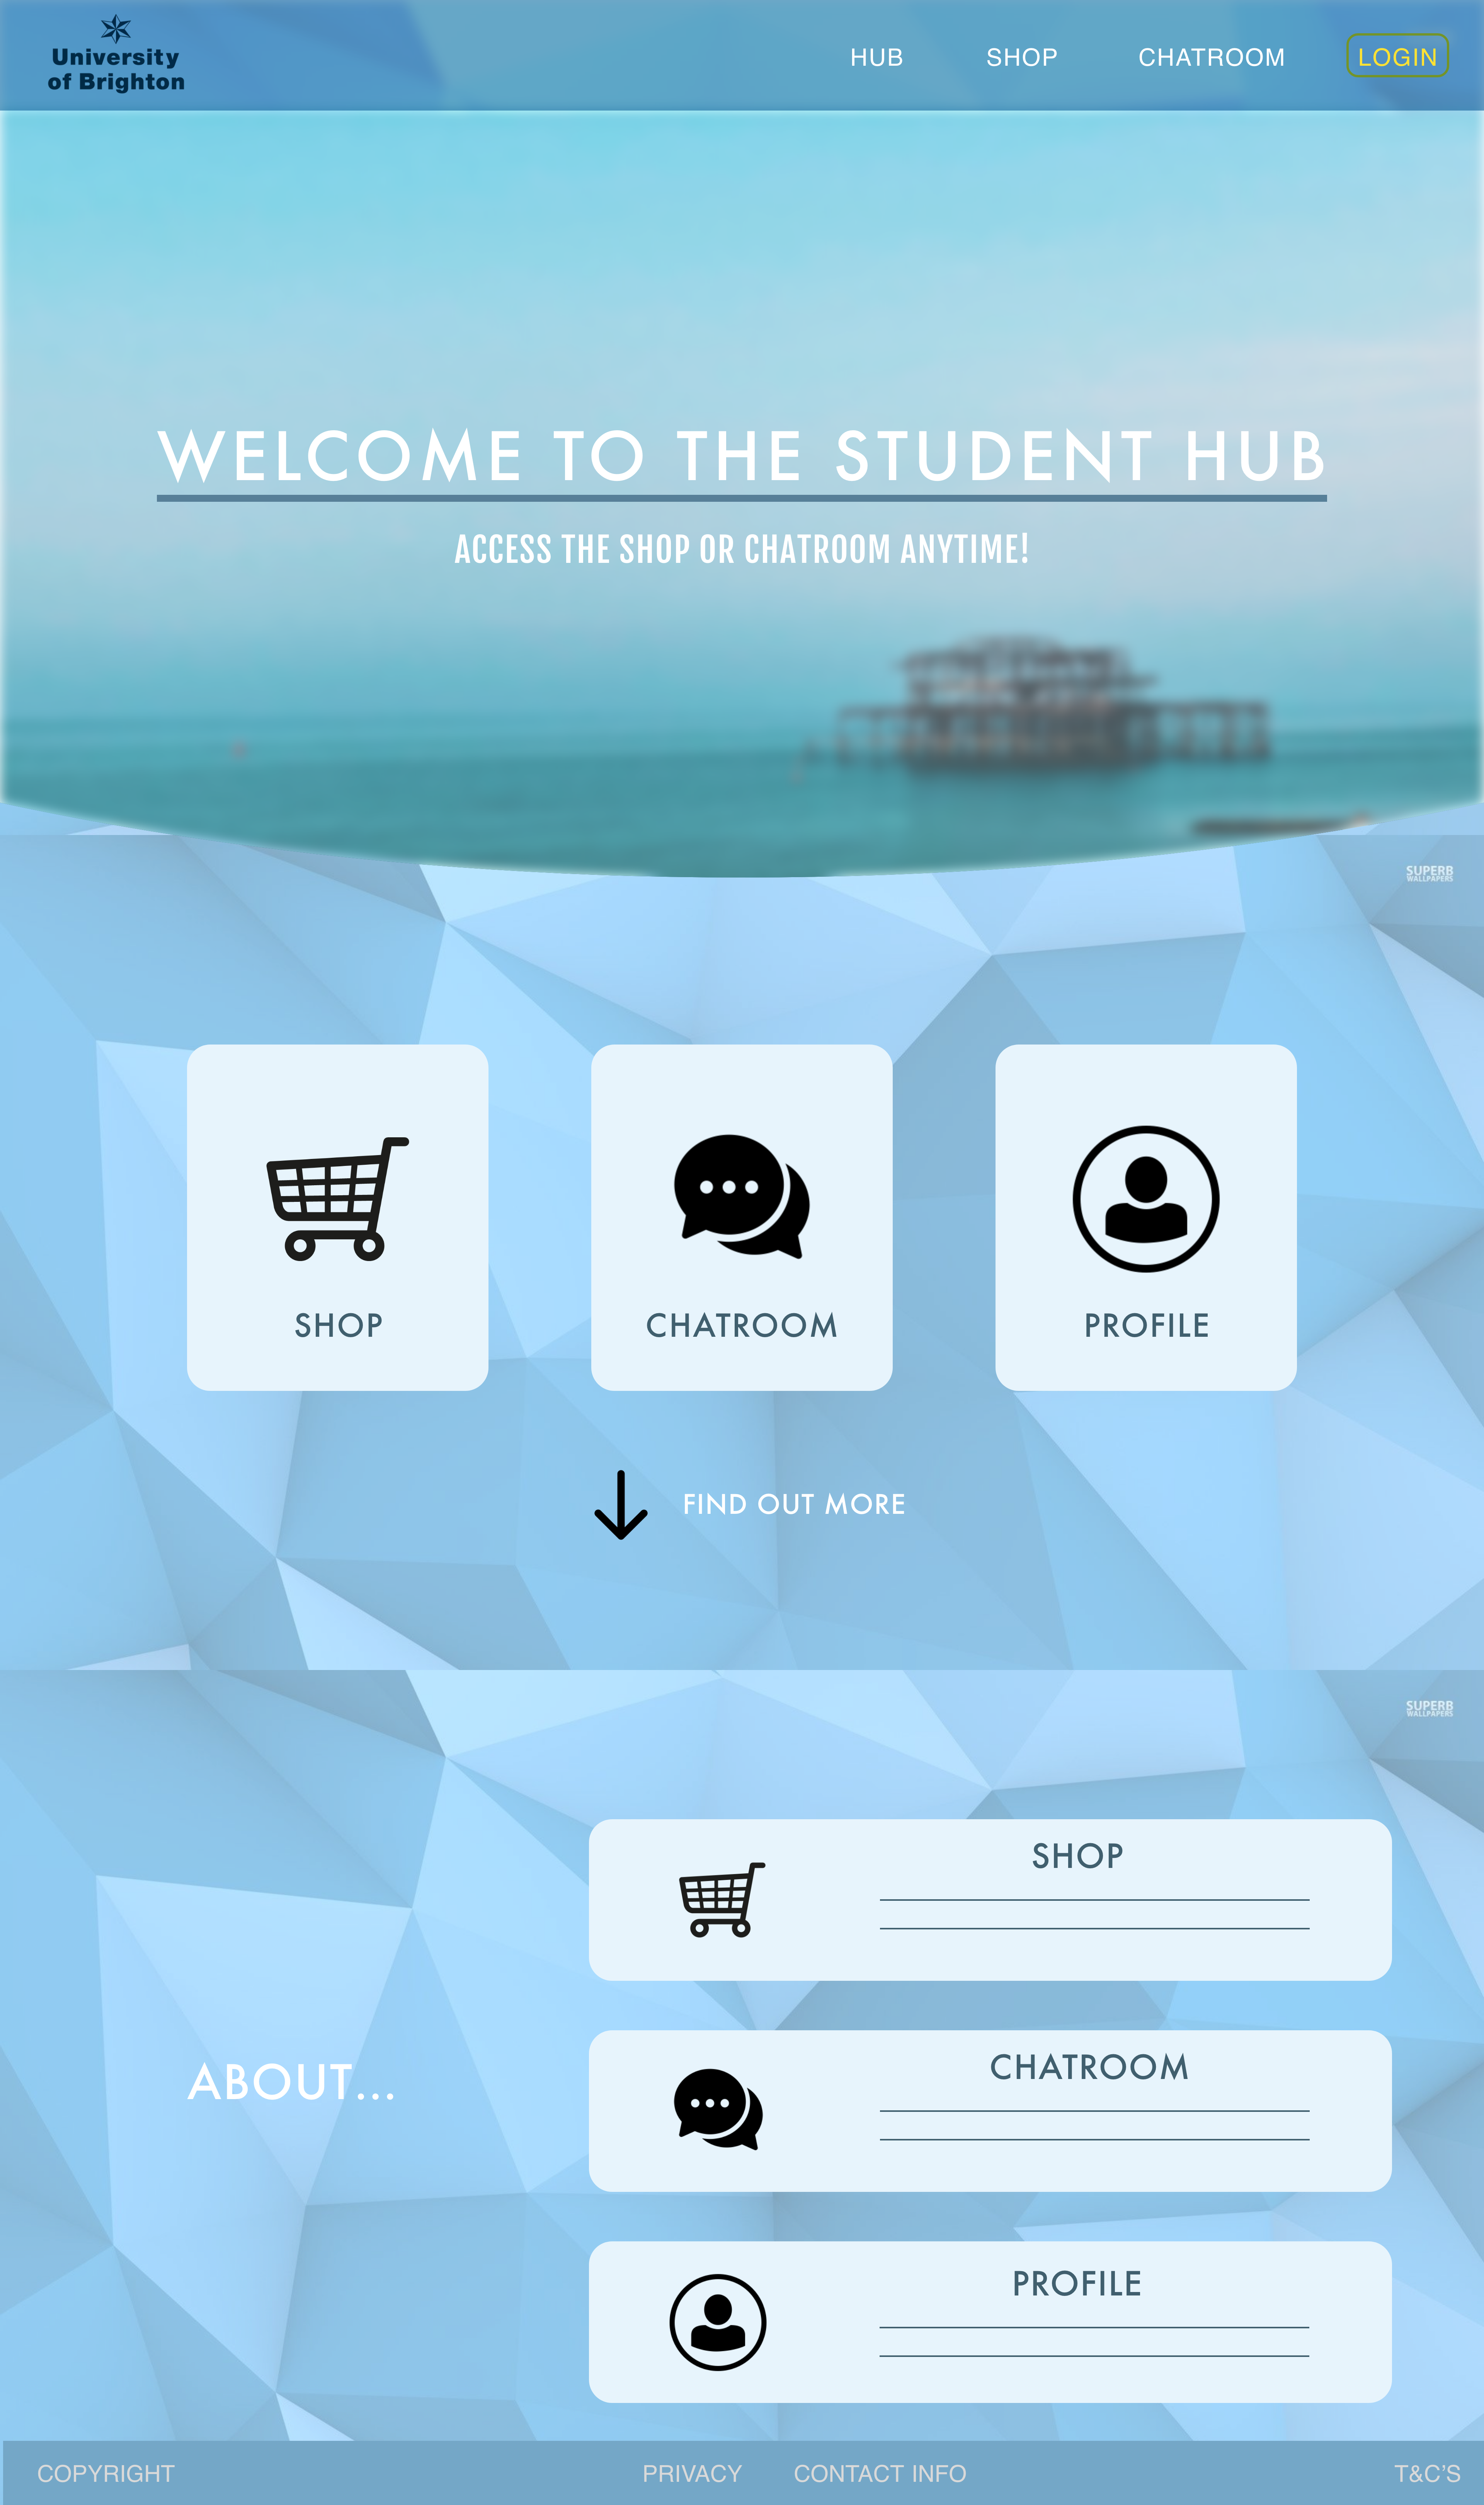 University
of Brighton
HUB
SHOP
CHATROOM
LOGIN
WELCOME TO THE STUDENT HUB
ACCESS THE SHOP OR CHATROOM ANYTIME!
SUPERB
WALLPAPERS
SHOP
CHATROOM
PROFILE
FIND OUT MORE
SUPERB
WALLPAPERS
SHOP
ABOUT...
CHATROOM
PROFILE
COPYRIGHT
PRIVACY
CONTACT INFO
T&C'S